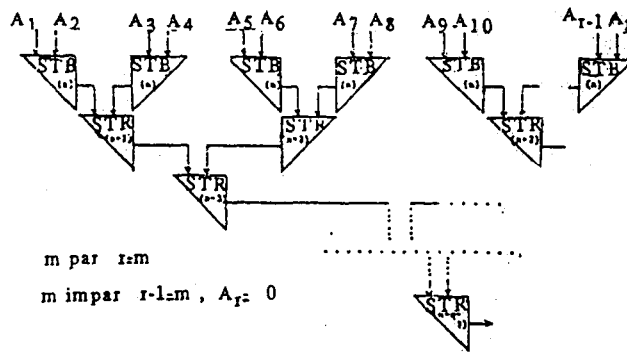 A1 A2 A3 A4 A5 A6 A7 A8 A9 A10 Ar-1
STB STB STB STB STB STB
(n) (n) (n) (n) (n) (n)
STR STR STR
STR
m par r=m
m impar r-1=m , Ar= 0
STR